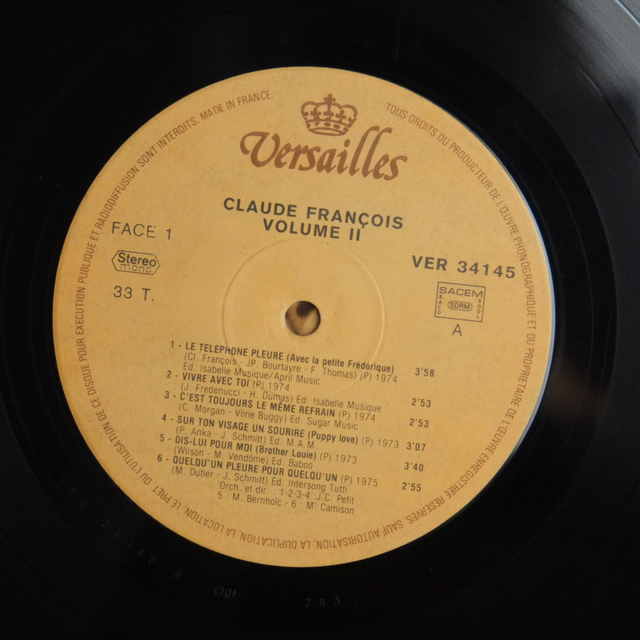 Versailles
CLAUDE FRANÇOIS
VOLUME II
FACE 1
Stereo
mono
33 T.
VER 34145
SACEM
SDRM
A
1 - LE TELEPHONE PLEURE (Avec la petite Frédérique) 3'58
(Cl. François - JP. Bourtayre - F. Thomas) (P) 1974
Ed. Isabelle Musique/April Music
2 - VIVRE AVEC TOI (P) 1974 2'53
(J. Fredenucci - H. Dumas) Ed. Isabelle Musique
3 - C'EST TOUJOURS LE MÊME REFRAIN (P) 1974 2'53
(C. Morgan - Vline Buggy) Ed. Sugar Music
4 - SUR TON VISAGE UN SOURIRE (Puppy love) (P) 1973 3'07
(P. Anka - J. Schmitt) Ed. M.A.M.
5 - DIS-LUI POUR MOI (Brother Louie) (P) 1973 3'40
(Wilson - M. Vendôme) Ed. Baboo
6 - QUELQU'UN PLEURE POUR QUELQU'UN (P) 1975 2'55
(M. Duller - J. Schmitt) Ed. Intersong Tutti
Orch. et dir. : 1-2-3-4 : J.C. Petit
5 : M. Bernholc - 6 : M. Camison
TOUS DROITS DU PRODUCTEUR DE L'ŒUVRE PHONOGRAPHIQUE ET DU PROPRIETAIRE DE L'ŒUVRE ENREGISTREE RESERVES. SAUF AUTORISATION, LA DUPLICATION, LA LOCATION, LE PRET OU L'UTILISATION DE CE DISQUE POUR EXECUTION PUBLIQUE ET RADIODIFFUSION SONT INTERDITS. MADE IN FRANCE